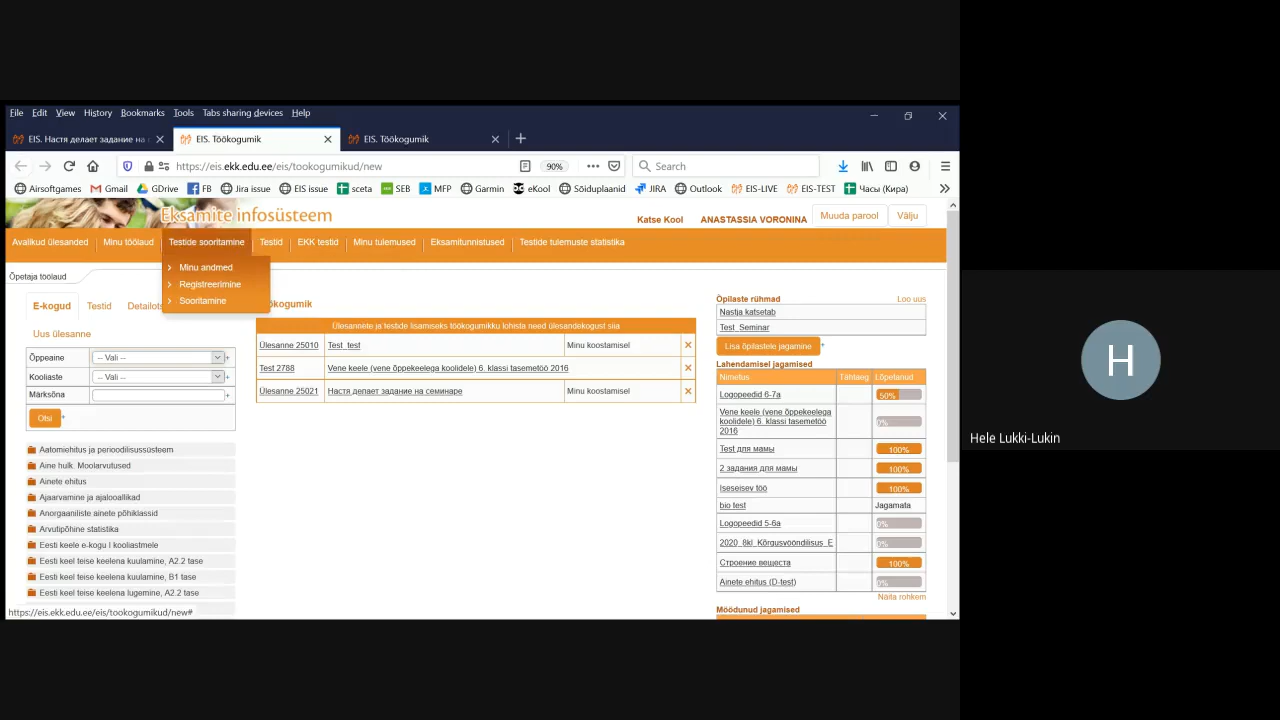 File Edit View History Bookmarks Tools Tabs sharing devices Help
EIS. Настя делает задание на
EIS. Töökogumik
EIS. Töökogumik
https://eis.ekk.edu.ee/eis/tookogumikud/new
90%
Search
Airsoftgames Gmail GDrive FB Jira issue EIS issue sceta SEB MFP Garmin eKool Sõiduplaanid JIRA Outlook EIS-LIVE EIS-TEST Часы (Кира)
Eksamite infosüsteem
Katse Kool ANASTASSIA VORONINA Muuda parool Välju
Avalikud ülesanded Minu töölaud Testide sooritamine Testid EKK testid Minu tulemused Eksamitunnistused Testide tulemuste statistika
Minu andmed
Registreerimine
Sooritamine
Õpetaja töölaud
E-kogud Testid
Uus ülesanne
Õppeaine -- Vali -- +
Kooliaste -- Vali -- +
Märksõna +
Otsi +
Aatomiehitus ja perioodilisussüsteem
Aine hulk. Moolarvutused
Ainete ehitus
Ajaarvamine ja ajalooallikad
Anorgaaniliste ainete põhiklassid
Arvutipõhine statistika
Eesti keele e-kogu I kooliastmele
Eesti keel teise keelena kuulamine, A2.2 tase
Eesti keel teise keelena kuulamine, B1 tase
Eesti keel teise keelena lugemine, A2.2 tase
https://eis.ekk.edu.ee/eis/tookogumikud/new#
ökogumik
Ülesannete ja testide lisamiseks töökogumikku lohista need ülesandekogust siia
Ülesanne 25010 Test_test Minu koostamisel
Test 2788 Vene keele (vene õppekeelega koolidele) 6. klassi tasemetöö 2016
Ülesanne 25021 Настя делает задание на семинаре Minu koostamisel
Õpilaste rühmad Loo uus
Nastja katsetab
Test_Seminar
Lisa õpilastele jagamine +
Lahendamisel jagamised
Nimetus Tähtaeg Lõpetanud
Logopeedid 6-7a 50%
Vene keele (vene õppekeelega
koolidele) 6. klassi tasemetöö
2016 0%
Test для мамы 100%
2 задания для мамы 100%
Iseseisev töö 100%
bio test Jagamata
Logopeedid 5-6a 0%
2020_8kl_Kõrgusvööndilisus_E 0%
Строение веществa 100%
Ainete ehitus (D-test) 0%
Näita rohkem
Möödunud jagamised
H
Hele Lukki-Lukin